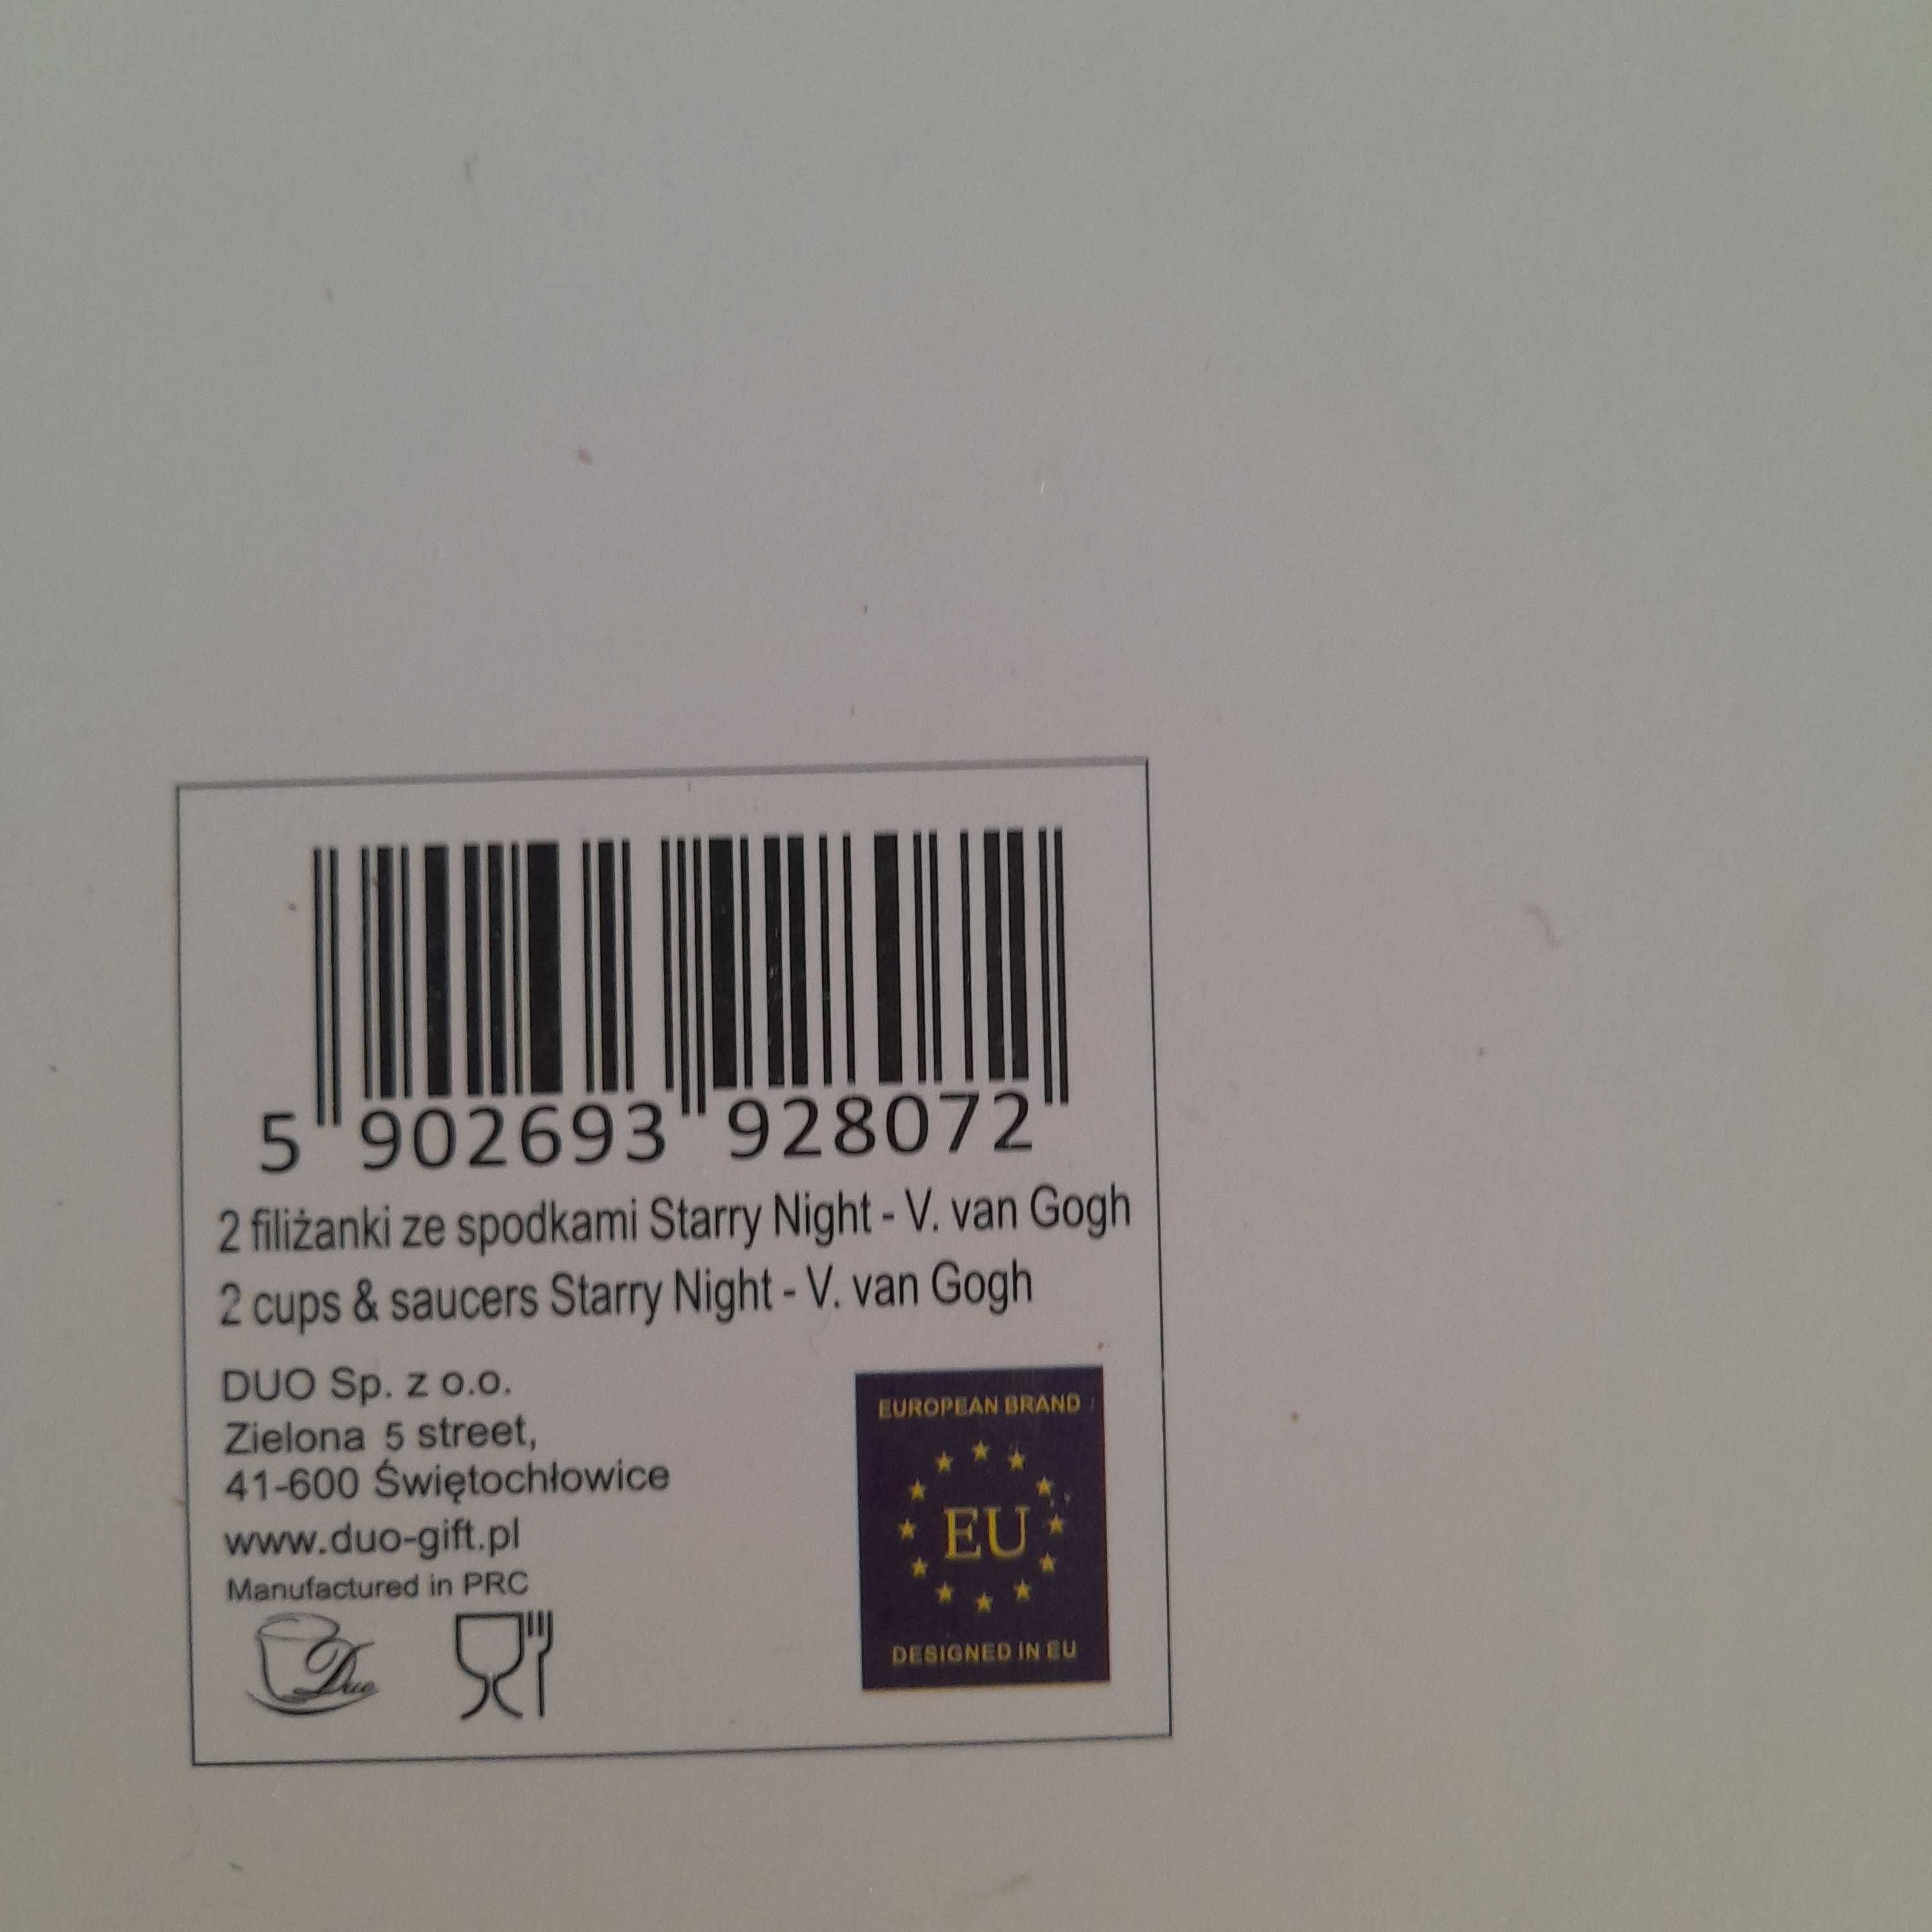 5 902693 928072
2 filiżanki ze spodkami Starry Night - V. van Gogh
2 cups & saucers Starry Night - V. van Gogh
DUO Sp. z o.o.
Zielona 5 street,
41-600 Świętochłowice
www.duo-gift.pl
Manufactured in PRC
Duo
EUROPEAN BRAND
EU
DESIGNED IN EU